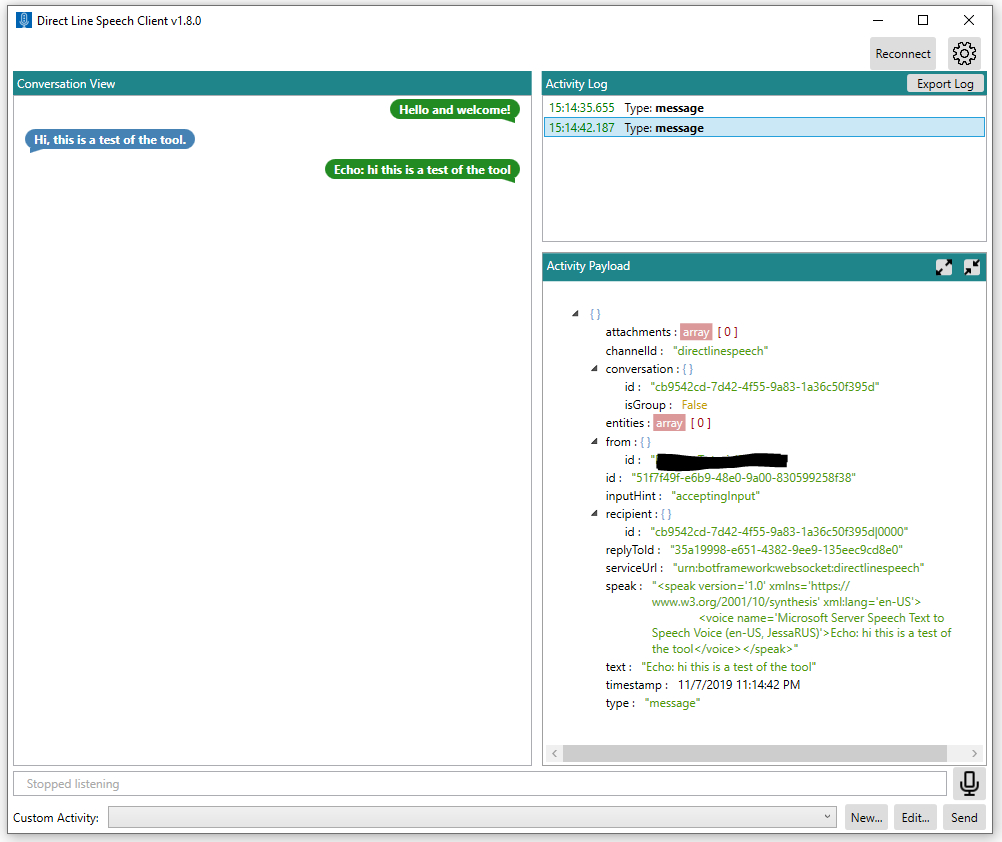 Direct Line Speech Client v1.8.0
Reconnect
Conversation View
Hello and welcome!
Hi, this is a test of the tool.
Echo: hi this is a test of the tool
Activity Log
Export Log
15:14:35.655 Type: message
15:14:42.187 Type: message
Activity Payload
{ }
attachments : array [ 0 ]
channelId : "directlinespeech"
conversation : { }
id : "cb9542cd-7d42-4f55-9a83-1a36c50f395d"
isGroup : False
entities : array [ 0 ]
from : { }
id : "
id : "51f7f49f-e6b9-48e0-9a00-830599258f38"
inputHint : "acceptingInput"
recipient : { }
id : "cb9542cd-7d42-4f55-9a83-1a36c50f395d|0000"
replyToId : "35a19998-e651-4382-9ee9-135eec9cd8e0"
serviceUrl : "urn:botframework:websocket:directlinespeech"
speak : "<speak version='1.0' xmlns='https://
www.w3.org/2001/10/synthesis' xml:lang='en-US'>
<voice name='Microsoft Server Speech Text to
Speech Voice (en-US, JessaRUS)'>Echo: hi this is a test of
the tool</voice></speak>"
text : "Echo: hi this is a test of the tool"
timestamp : 11/7/2019 11:14:42 PM
type : "message"
Stopped listening
Custom Activity:
New...
Edit...
Send